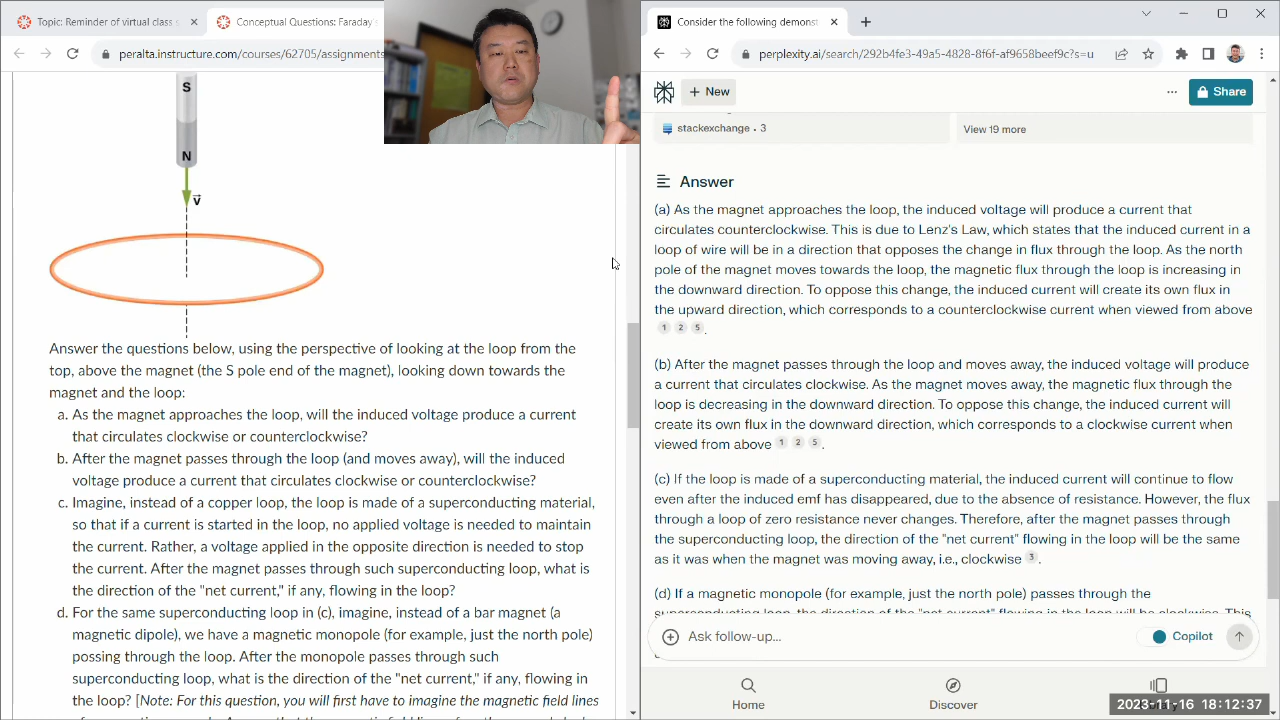 Topic: Reminder of virtual class s
Conceptual Questions: Faraday
peralta.instructure.com/courses/62705/assignments
S
N
v
Answer the questions below, using the perspective of looking at the loop from the
top, above the magnet (the S pole end of the magnet), looking down towards the
magnet and the loop:
a. As the magnet approaches the loop, will the induced voltage produce a current
that circulates clockwise or counterclockwise?
b. After the magnet passes through the loop (and moves away), will the induced
voltage produce a current that circulates clockwise or counterclockwise?
c. Imagine, instead of a copper loop, the loop is made of a superconducting material,
so that if a current is started in the loop, no applied voltage is needed to maintain
the current. Rather, a voltage applied in the opposite direction is needed to stop
the current. After the magnet passes through such superconducting loop, what is
the direction of the "net current," if any, flowing in the loop?
d. For the same superconducting loop in (c), imagine, instead of a bar magnet (a
magnetic dipole), we have a magnetic monopole (for example, just the north pole)
possing through the loop. After the monopole passes through such
superconducting loop, what is the direction of the "net current," if any, flowing in
the loop? [Note: For this question, you will first have to imagine the magnetic field lines
Consider the following demonst
perplexity.ai/search/292b4fe3-49a5-4828-8f6f-af9658beef9c?s
+ New
Share
stackexchange . 3
View 19 more
Answer
(a) As the magnet approaches the loop, the induced voltage will produce a current that
circulates counterclockwise. This is due to Lenz's Law, which states that the induced current in a
loop of wire will be in a direction that opposes the change in flux through the loop. As the north
pole of the magnet moves towards the loop, the magnetic flux through the loop is increasing in
the downward direction. To oppose this change, the induced current will create its own flux in
the upward direction, which corresponds to a counterclockwise current when viewed from above
1 2 5 .
(b) After the magnet passes through the loop and moves away, the induced voltage will produce
a current that circulates clockwise. As the magnet moves away, the magnetic flux through the
loop is decreasing in the downward direction. To oppose this change, the induced current will
create its own flux in the downward direction, which corresponds to a clockwise current when
viewed from above 1 2 5 .
(c) If the loop is made of a superconducting material, the induced current will continue to flow
even after the induced emf has disappeared, due to the absence of resistance. However, the flux
through a loop of zero resistance never changes. Therefore, after the magnet passes through
the superconducting loop, the direction of the "net current" flowing in the loop will be the same
as it was when the magnet was moving away, i.e., clockwise 3 .
(d) If a magnetic monopole (for example, just the north pole) passes through the
superconducting loop, the direction of the "net current" flowing in the loop will be clockwise. This
Ask follow-up...
Copilot
Home
Discover
2023-11-16 18:12:37